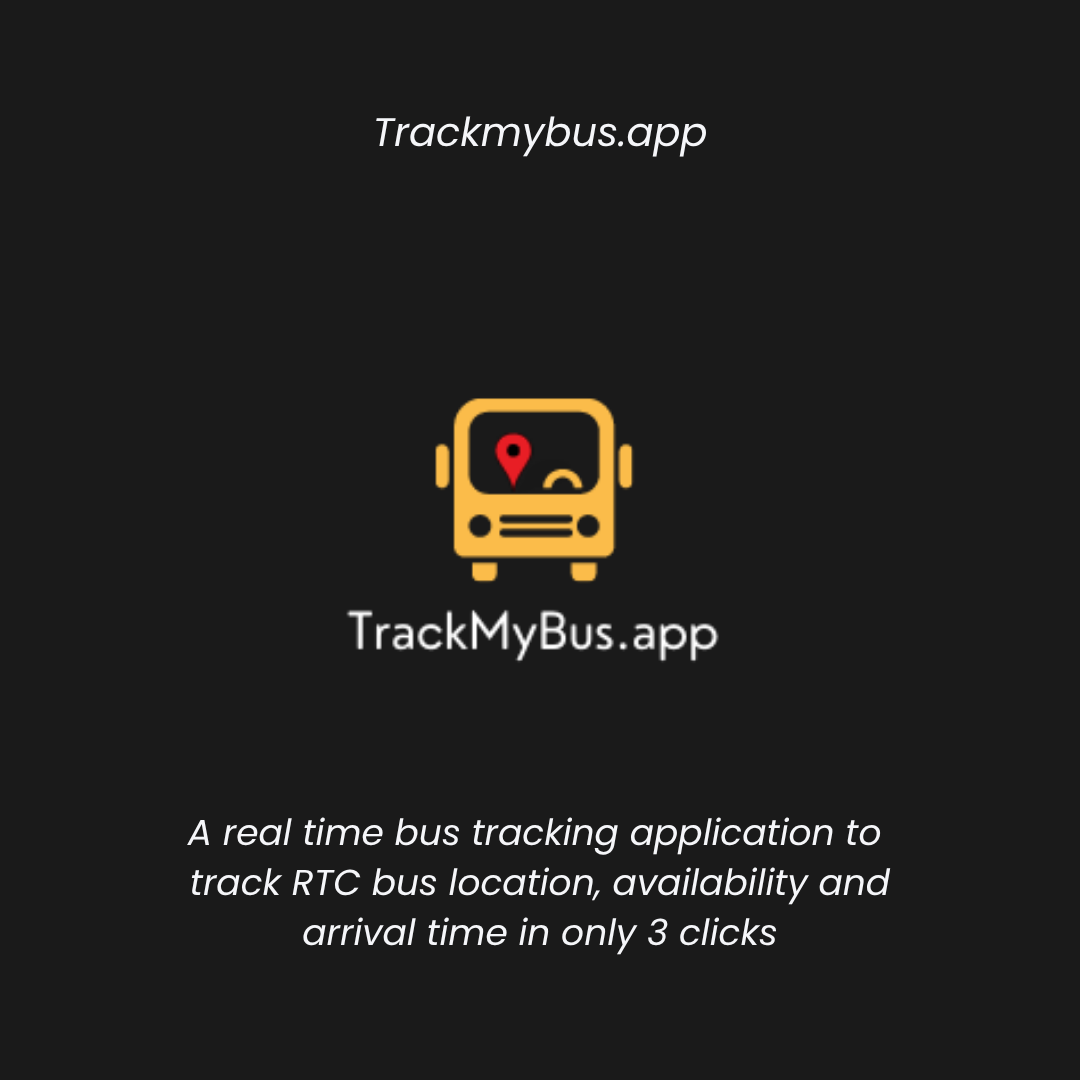 Trackmybus.app
TrackMyBus.app
A real time bus tracking application to
track RTC bus location, availability and
arrival time in only 3 clicks